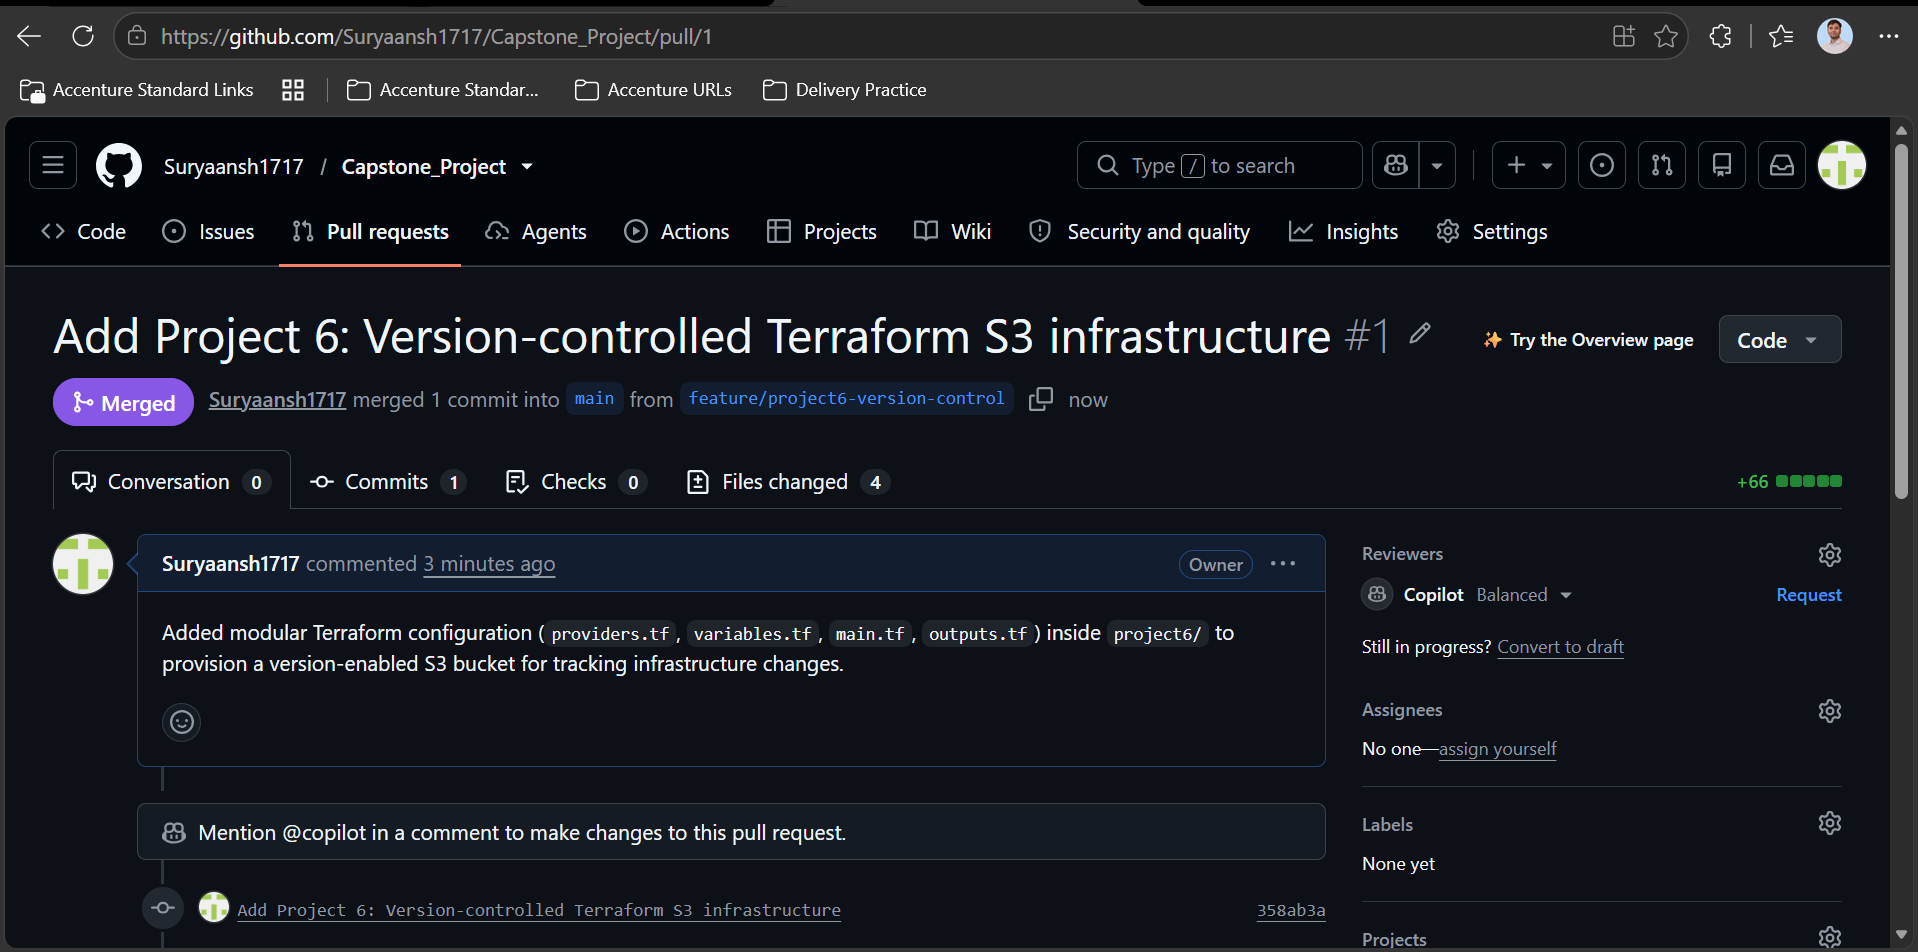 https://github.com/Suryaansh1717/Capstone_Project/pull/1
Accenture Standard Links
Accenture Standar...
Accenture URLs
Delivery Practice
Suryaansh1717 / Capstone_Project
Type / to search
Code
Issues
Pull requests
Agents
Actions
Projects
Wiki
Security and quality
Insights
Settings
Add Project 6: Version-controlled Terraform S3 infrastructure #1
Try the Overview page
Code
Merged
Suryaansh1717 merged 1 commit into main from feature/project6-version-control now
Conversation 0
Commits 1
Checks 0
Files changed 4
+66
Suryaansh1717 commented 3 minutes ago
Owner
Added modular Terraform configuration ( providers.tf , variables.tf , main.tf , outputs.tf ) inside project6/ to
provision a version-enabled S3 bucket for tracking infrastructure changes.
Mention @copilot in a comment to make changes to this pull request.
Add Project 6: Version-controlled Terraform S3 infrastructure
358ab3a
Reviewers
Copilot Balanced
Request
Still in progress? Convert to draft
Assignees
No one—assign yourself
Labels
None yet
Projects